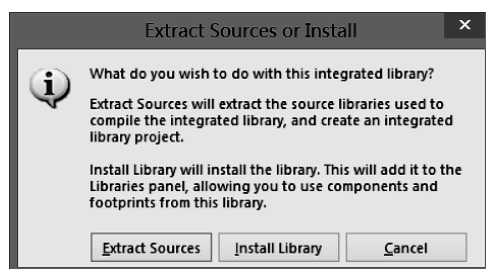 Extract Sources or Install
What do you wish to do with this integrated library?
Extract Sources will extract the source libraries used to
compile the integrated library, and create an integrated
library project.
Install Library will install the library. This will add it to the
Libraries panel, allowing you to use components and
footprints from this library.
Extract Sources Install Library Cancel